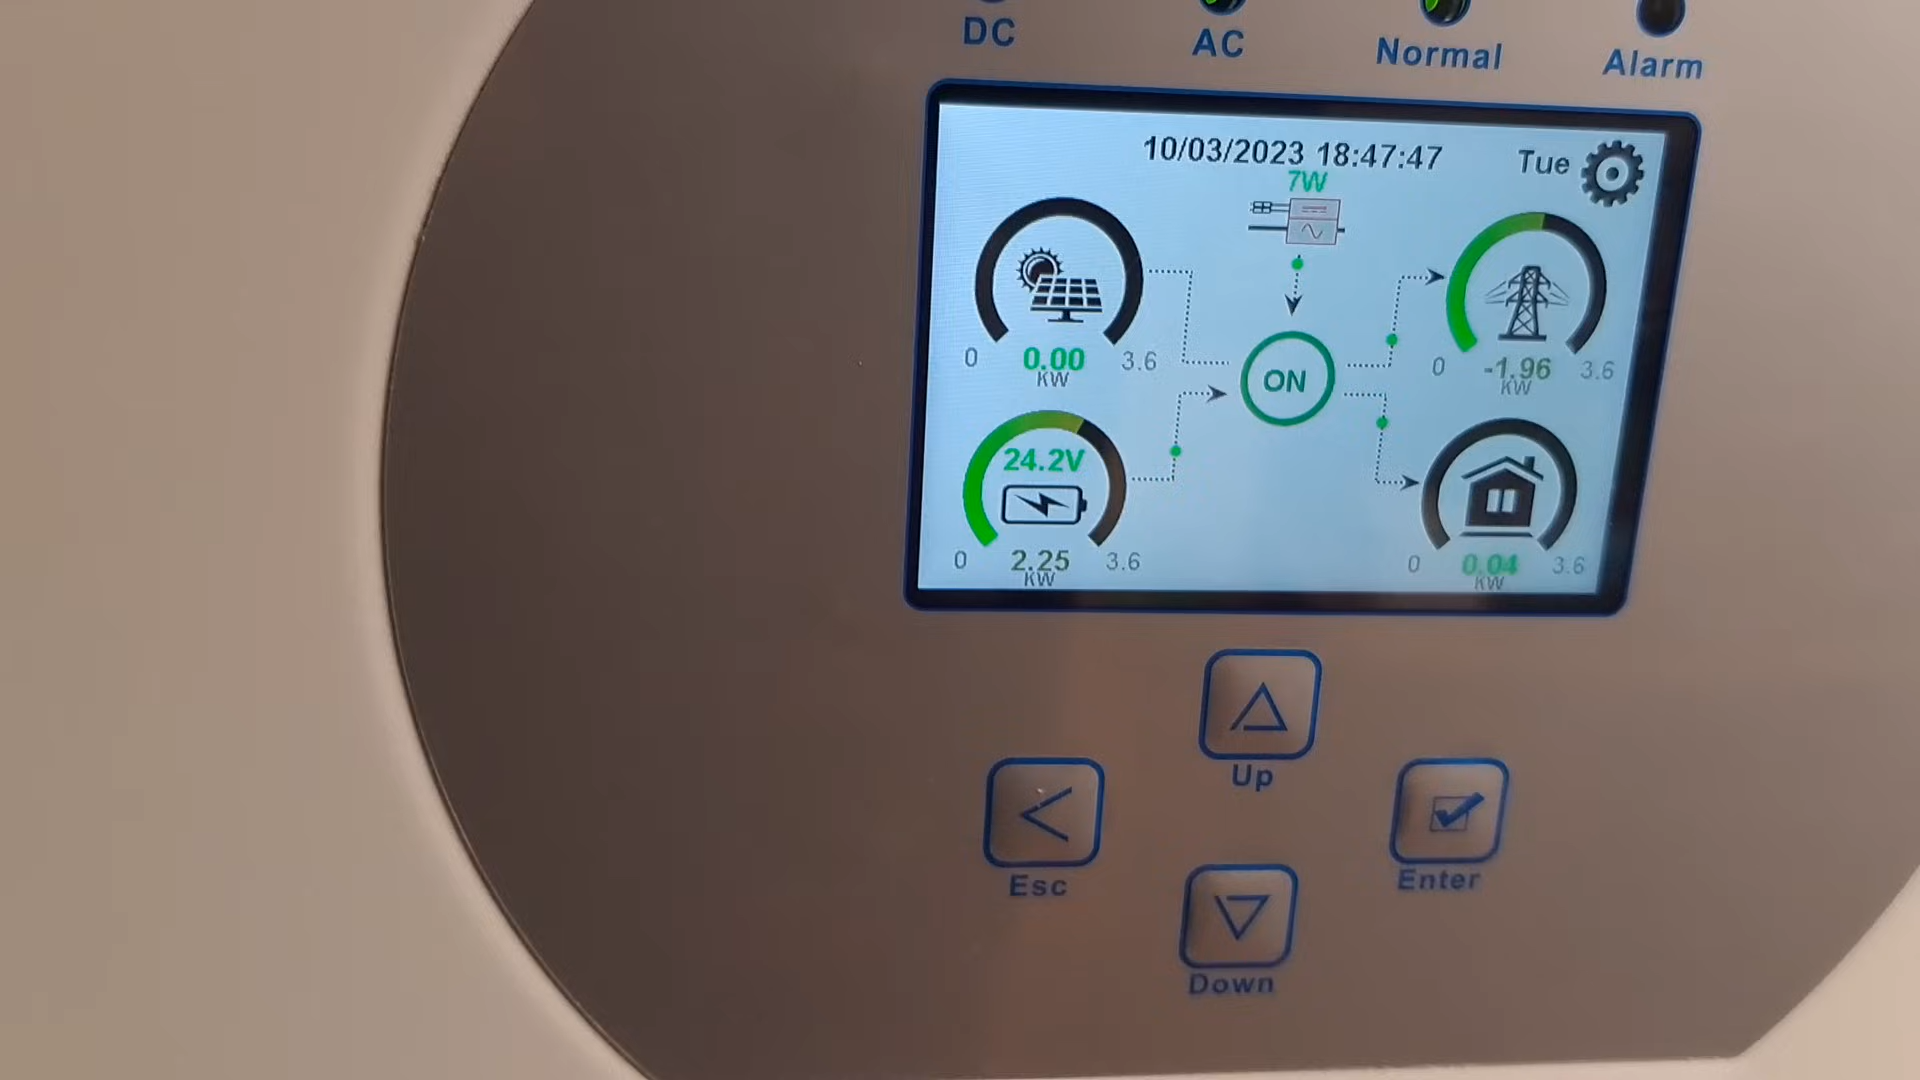 DC AC Normal Alarm
10/03/2023 18:47:47 Tue
7W
0 0.00 3.6
KW
0 -1.96 3.6
KW
ON
24.2V
0 2.25 3.6
KW
0 0.04 3.6
KW
Up
Esc
Enter
Down